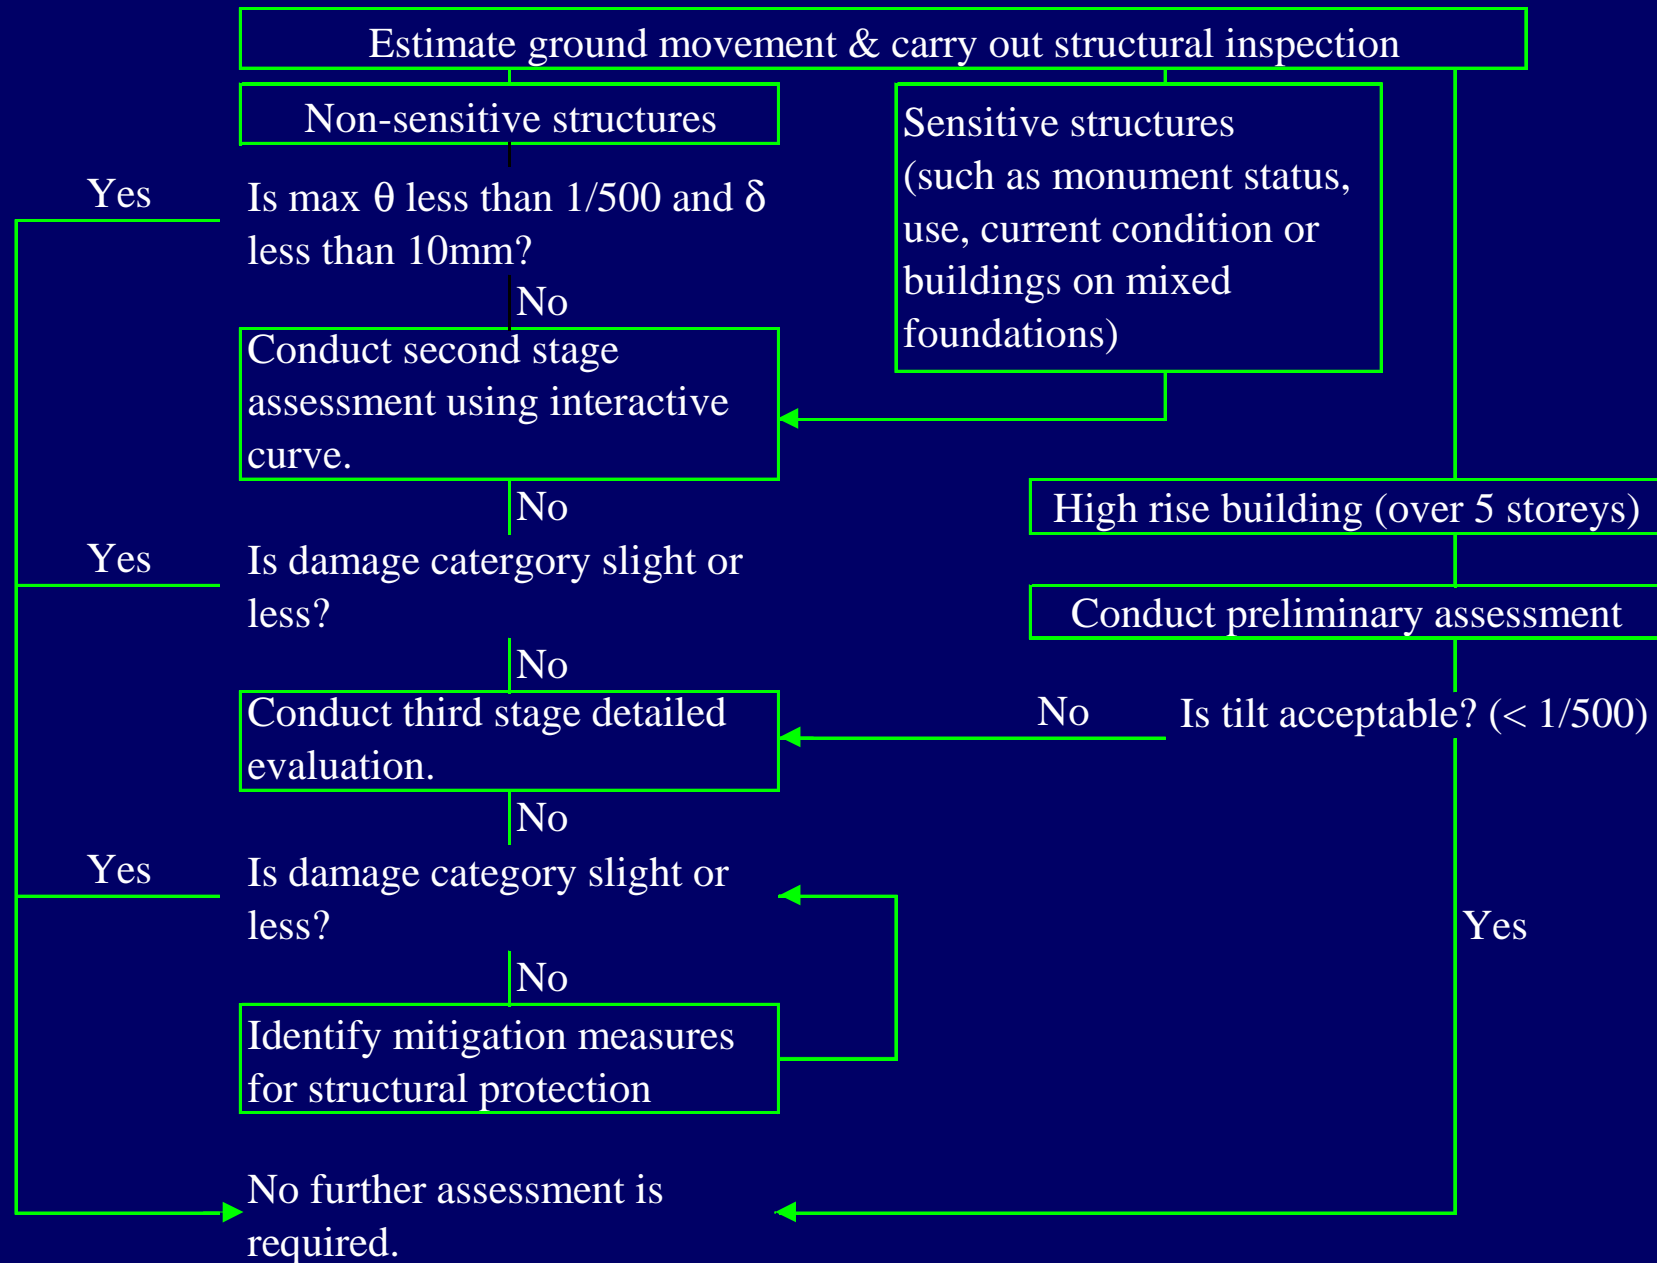 Estimate ground movement & carry out structural inspection
Non-sensitive structures
Sensitive structures
(such as monument status,
use, current condition or
buildings on mixed
foundations)
Yes
Is max θ less than 1/500 and δ
less than 10mm?
No
Conduct second stage
assessment using interactive
curve.
No
High rise building (over 5 storeys)
Yes
Is damage catergory slight or
less?
Conduct preliminary assessment
No
Conduct third stage detailed
evaluation.
No
Is tilt acceptable? (< 1/500)
No
Yes
Is damage category slight or
less?
Yes
No
Identify mitigation measures
for structural protection
No further assessment is
required.